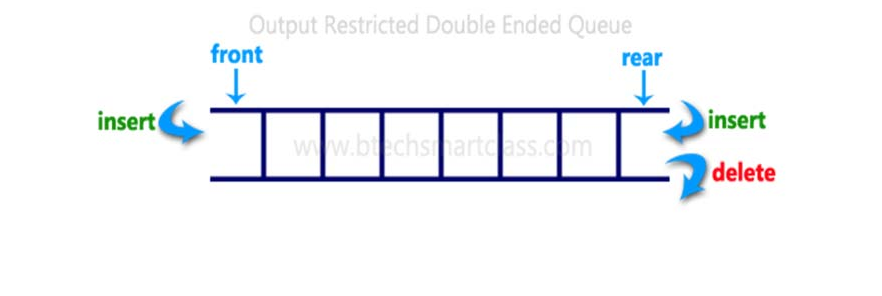 Output Restricted Double Ended Queue
front
rear
insert
insert
www.btechsmartclass.com
delete